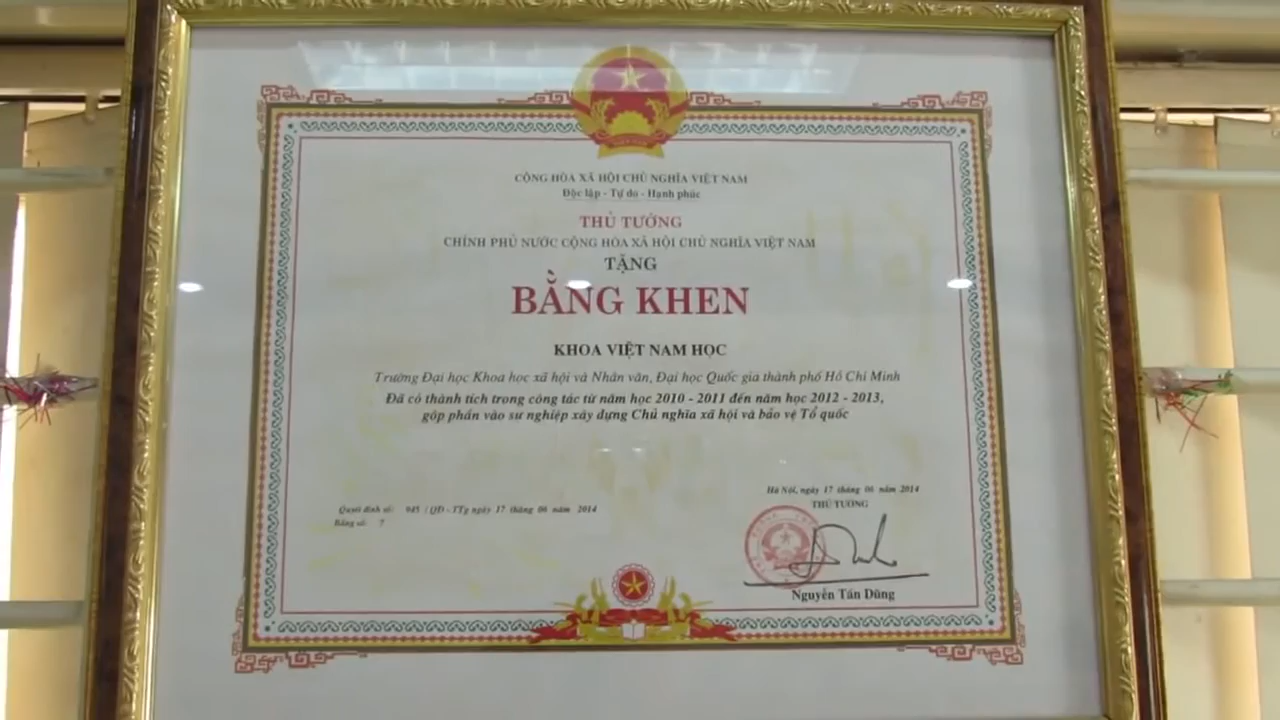 CỘNG HÒA XÃ HỘI CHỦ NGHĨA VIỆT NAM
Độc lập - Tự do - Hạnh phúc
THỦ TƯỚNG
CHÍNH PHỦ NƯỚC CỘNG HÒA XÃ HỘI CHỦ NGHĨA VIỆT NAM
TẶNG
BẰNG KHEN
KHOA VIỆT NAM HỌC
Trường Đại học Khoa học xã hội và Nhân văn, Đại học Quốc gia thành phố Hồ Chí Minh
Đã có thành tích trong công tác từ năm học 2010 - 2011 đến năm học 2012 - 2013,
góp phần vào sự nghiệp xây dựng Chủ nghĩa xã hội và bảo vệ Tổ quốc
Hà Nội, ngày 17 tháng 06 năm 2014
THỦ TƯỚNG
Quyết định số: 945 / QĐ - TTg ngày 17 tháng 06 năm 2014
Bảng số: 7
Nguyễn Tấn Dũng